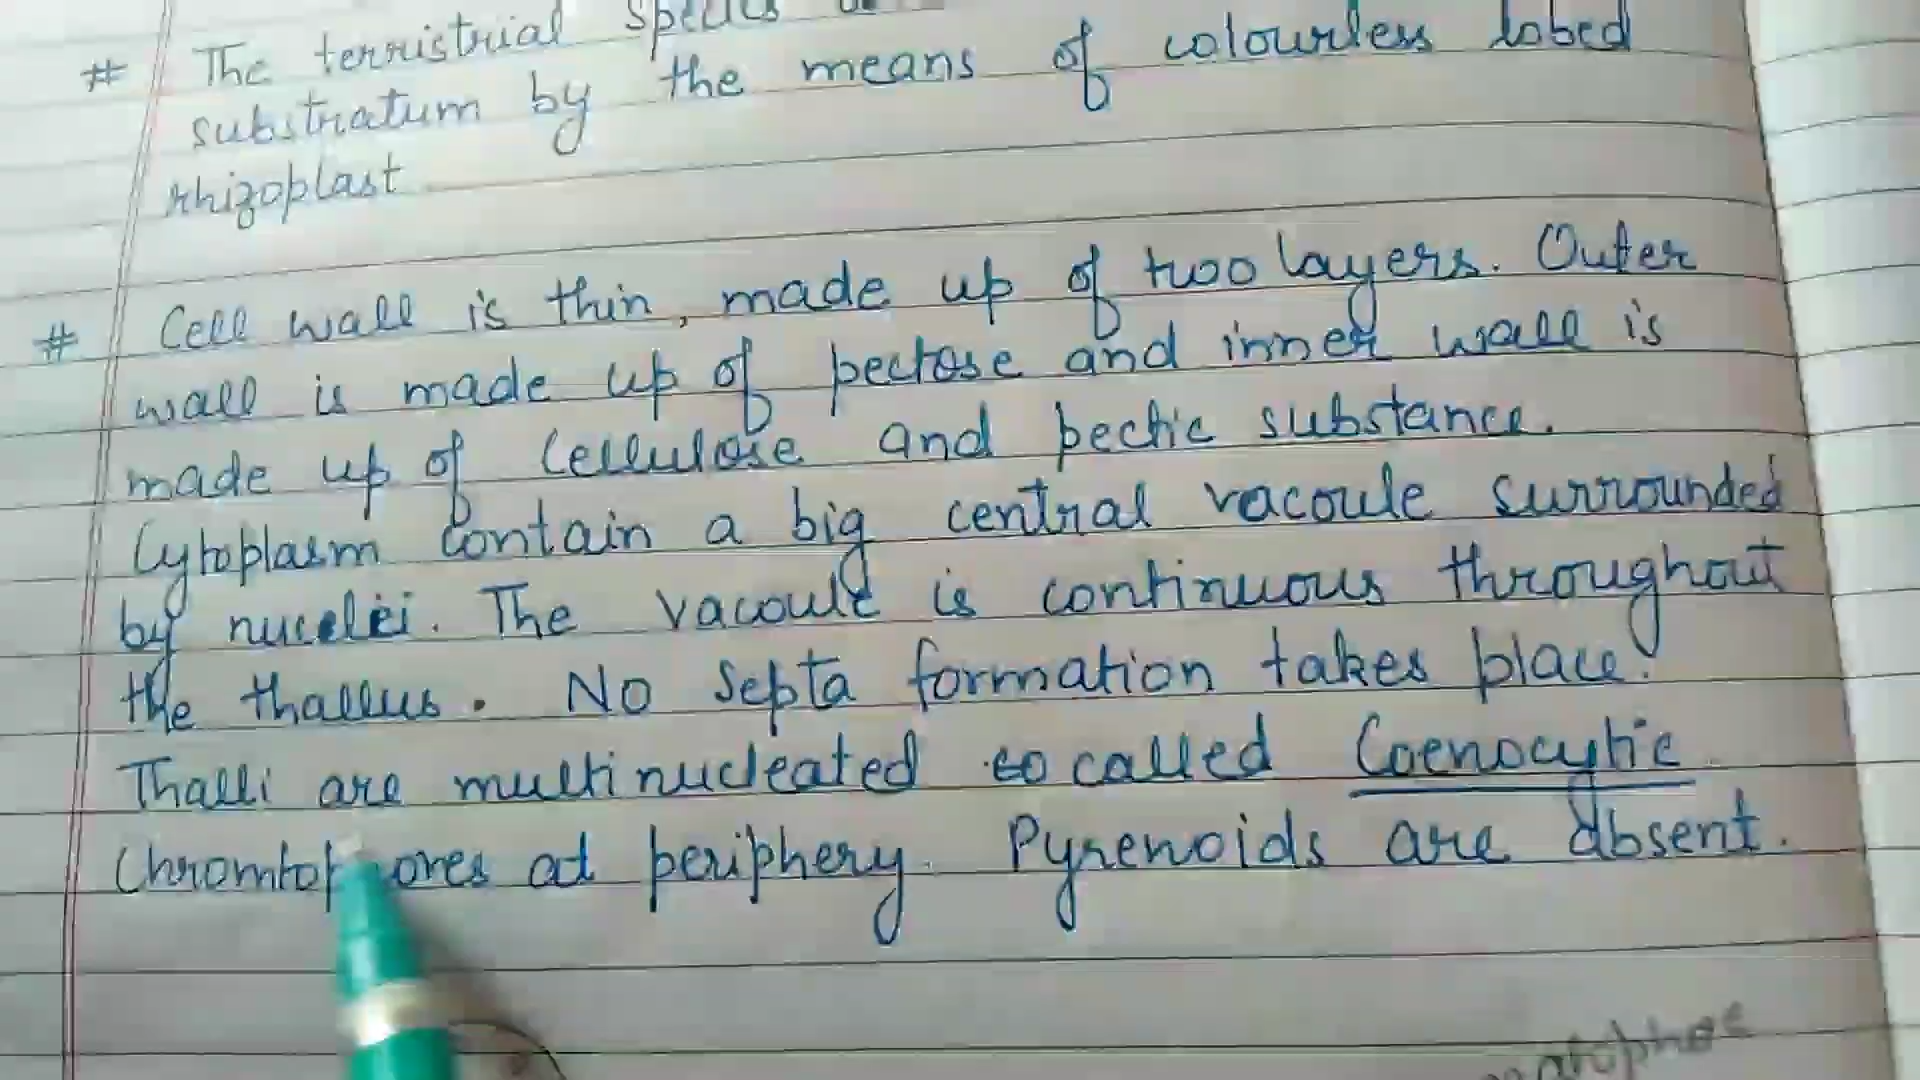 # The terristrial species
substratum by the means of colourless lobed
rhizoplast
# Cell wall is thin, made up of two layers. Outer
wall is made up of pectose and inner wall is
made up of Cellulose and pectic substance.
Cytoplasm contain a big central vacoule surrounded
by nucelei. The vacoule is continuous throughout
the thallus. No septa formation takes place.
Thalli are multinucleated so called Coenocytic
at periphery. Pyrenoids are absent.